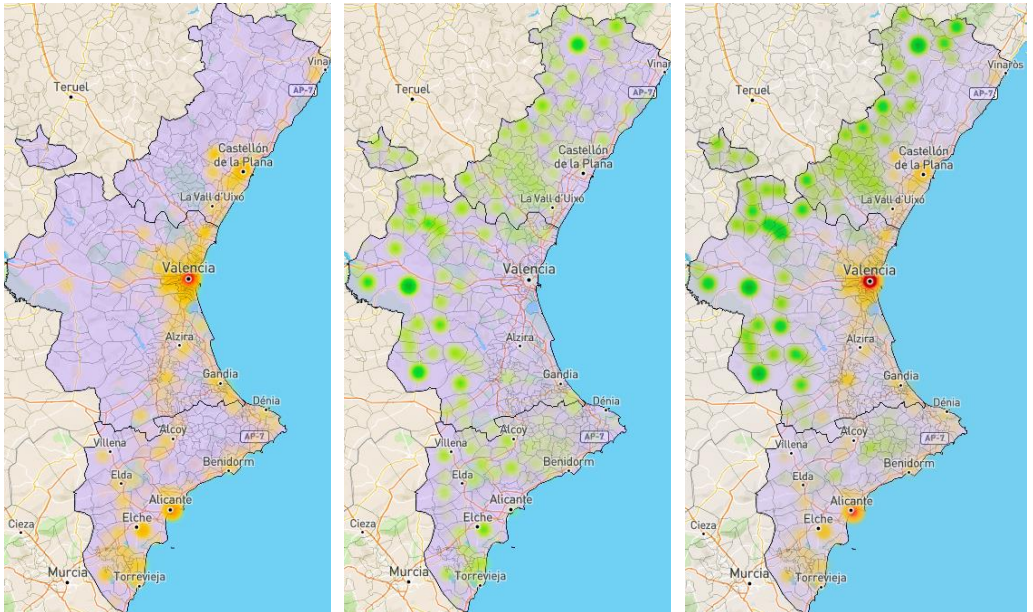 Vinaròs
Teruel
AP-7
Castellón
de la Plana
La Vall d'Uixó
Valencia
Alzira
Gandia
Dénia
Alcoy
Villena
AP-7
Elda
Benidorm
Alicante
Elche
Cieza
Murcia
Torrevieja
Vinaròs
Teruel
AP-7
Castellón
de la Plana
La Vall d'Uixó
Valencia
Alzira
Gandia
Dénia
Alcoy
Villena
AP-7
Elda
Benidorm
Alicante
Elche
Cieza
Murcia
Torrevieja
Vinaròs
Teruel
AP-7
Castellón
de la Plana
La Vall d'Uixó
Valencia
Alzira
Gandia
Dénia
Alcoy
Villena
AP-7
Elda
Benidorm
Alicante
Elche
Cieza
Murcia
Torrevieja